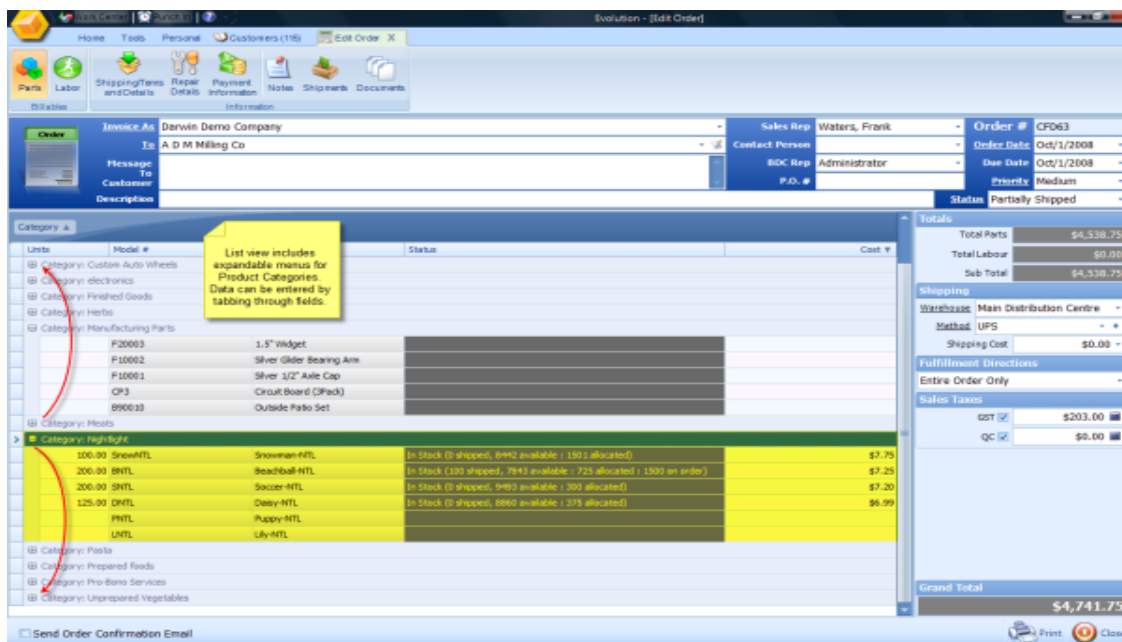 Work Center Punch In
Evolution - [Edit Order]
Home Tools Personal Customers (116) Edit Order X
Parts Labor Shipping/Terms and Details Repair Details Payment Information Notes Shipments Documents
Billables Information
Order
Invoice As Darwin Demo Company
To A D M Milling Co
Message To Customer
Description
Sales Rep Waters, Frank
Contact Person
BDC Rep Administrator
P.O. #
Order # CFD63
Order Date Oct/1/2008
Due Date Oct/1/2008
Priority Medium
Status Partially Shipped
Category
Units Model # Status Cost
List view includes
expandable menus for
Product Categories.
Data can be entered by
tabbing through fields.
Category: Custom Auto Wheels
Category: electronics
Category: Finished Goods
Category: Herbs
Category: Manufacturing Parts
F20003 1.5" Widget
F10002 Silver Glider Bearing Arm
F10001 Silver 1/2" Axle Cap
CP3 Circuit Board (3Pack)
B90010 Outside Patio Set
Category: Meats
Category: Nightlight
100.00 SnowNTL Snowman-NTL In Stock (0 shipped, 8442 available : 1501 allocated) $7.75
200.00 BNTL Beachball-NTL In Stock (100 shipped, 7843 available : 725 allocated : 1500 on order) $7.25
200.00 SNTL Soccer-NTL In Stock (0 shipped, 9493 available : 300 allocated) $7.20
125.00 DNTL Daisy-NTL In Stock (0 shipped, 8860 available : 375 allocated) $6.99
PNTL Puppy-NTL
LNTL Lily-NTL
Category: Pasta
Category: Prepared foods
Category: Pro-Bono Services
Category: Unprepared Vegetables
Totals
Total Parts $4,538.75
Total Labour $0.00
Sub Total $4,538.75
Shipping
Warehouse Main Distribution Centre
Method UPS
Shipping Cost $0.00
Fulfillment Directions
Entire Order Only
Sales Taxes
GST $203.00
QC $0.00
Grand Total
$4,741.75
Send Order Confirmation Email
Print Close